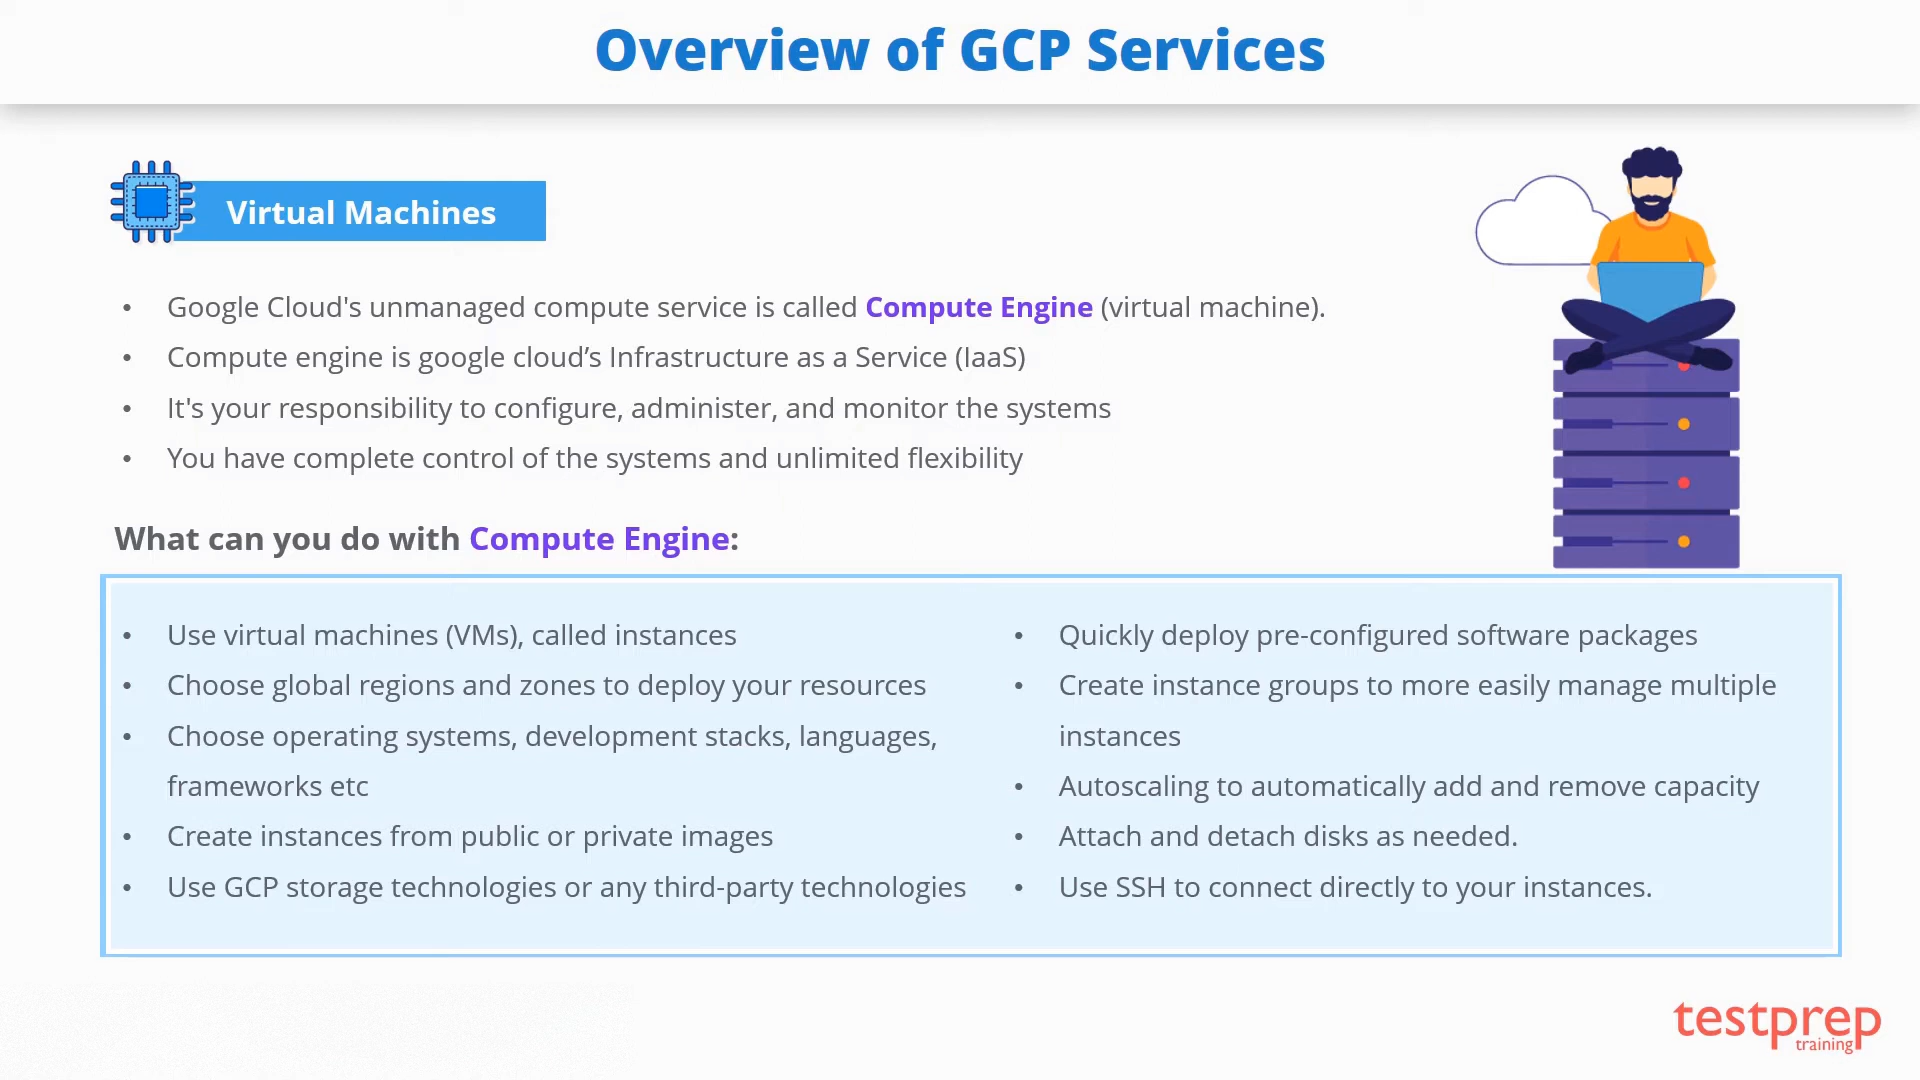 Overview of GCP Services
Virtual Machines
• Google Cloud's unmanaged compute service is called Compute Engine (virtual machine).
• Compute engine is google cloud’s Infrastructure as a Service (IaaS)
• It's your responsibility to configure, administer, and monitor the systems
• You have complete control of the systems and unlimited flexibility
What can you do with Compute Engine:
• Use virtual machines (VMs), called instances
• Choose global regions and zones to deploy your resources
• Choose operating systems, development stacks, languages,
frameworks etc
• Create instances from public or private images
• Use GCP storage technologies or any third-party technologies
• Quickly deploy pre-configured software packages
• Create instance groups to more easily manage multiple
instances
• Autoscaling to automatically add and remove capacity
• Attach and detach disks as needed.
• Use SSH to connect directly to your instances.
testprep
training